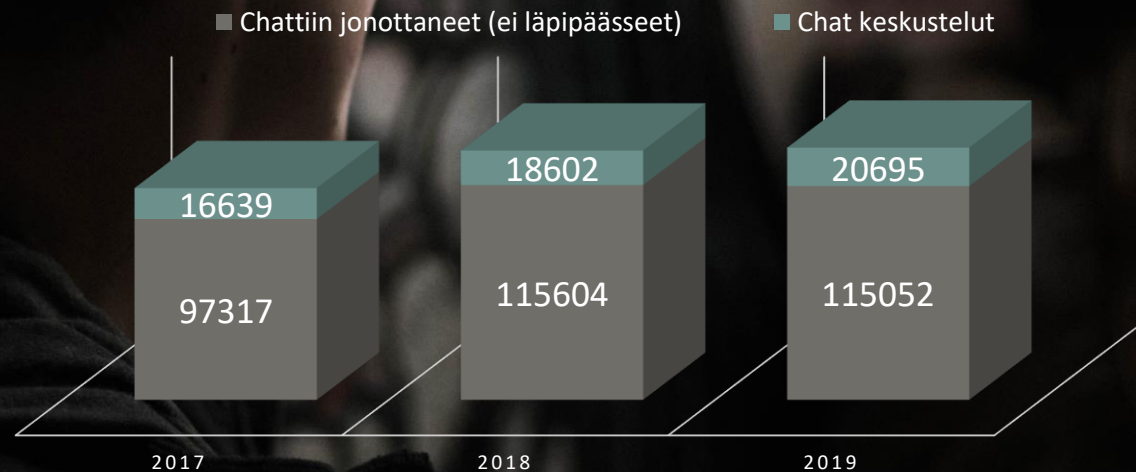 Chattiin jonottaneet (ei läpipäässeet) Chat keskustelut
16639 18602 20695
97317 115604 115052
2017 2018 2019